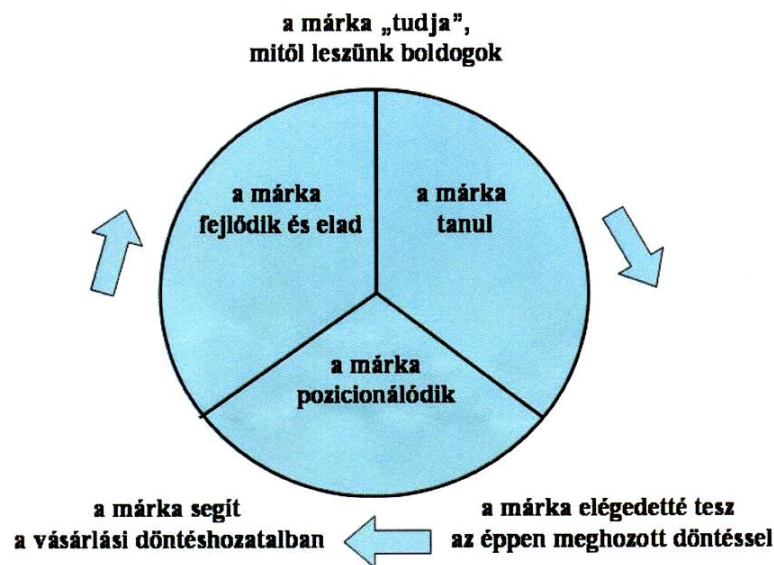 a márka „tudja”,
mitől leszünk boldogok
a márka
fejlődik és elad
a márka
tanul
a márka
pozicionálódik
a márka segít
a vásárlási döntéshozatalban
a márka elégedetté tesz
az éppen meghozott döntéssel